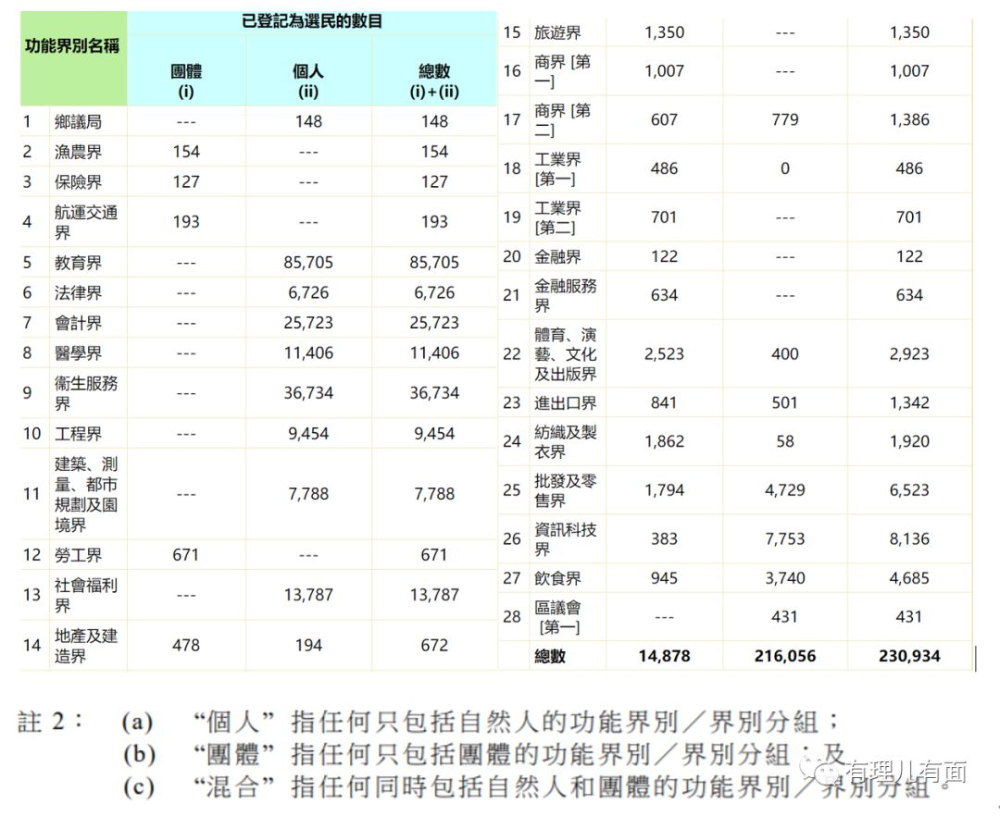 功能界別名稱 已登記為選民的數目
團體 個人 總數
(i) (ii) (i)+(ii)
1 鄉議局 --- 148 148
2 漁農界 154 --- 154
3 保險界 127 --- 127
4 航運交通 193 --- 193
界
5 教育界 --- 85,705 85,705
6 法律界 --- 6,726 6,726
7 會計界 --- 25,723 25,723
8 醫學界 --- 11,406 11,406
9 衞生服務 --- 36,734 36,734
界
10 工程界 --- 9,454 9,454
11 建築、測 --- 7,788 7,788
量、都市
規劃及園
境界
12 勞工界 671 --- 671
13 社會福利 --- 13,787 13,787
界
14 地產及建 478 194 672
造界
15 旅遊界 1,350 --- 1,350
16 商界 [第 1,007 --- 1,007
一]
17 商界 [第 607 779 1,386
二]
18 工業界 486 0 486
[第一]
19 工業界 701 --- 701
[第二]
20 金融界 122 --- 122
21 金融服務 634 --- 634
界
22 體育、演 2,523 400 2,923
藝、文化
及出版界
23 進出口界 841 501 1,342
24 紡織及製 1,862 58 1,920
衣界
25 批發及零 1,794 4,729 6,523
售界
26 資訊科技 383 7,753 8,136
界
27 飲食界 945 3,740 4,685
28 區議會 --- 431 431
[第一]
總數 14,878 216,056 230,934
註 2： (a) “個人” 指任何只包括自然人的功能界別／界別分組；
(b) “團體” 指任何只包括團體的功能界別／界別分組；及
(c) “混合” 指任何同時包括自然人和團體的功能界別／界別分組。
有理儿有面